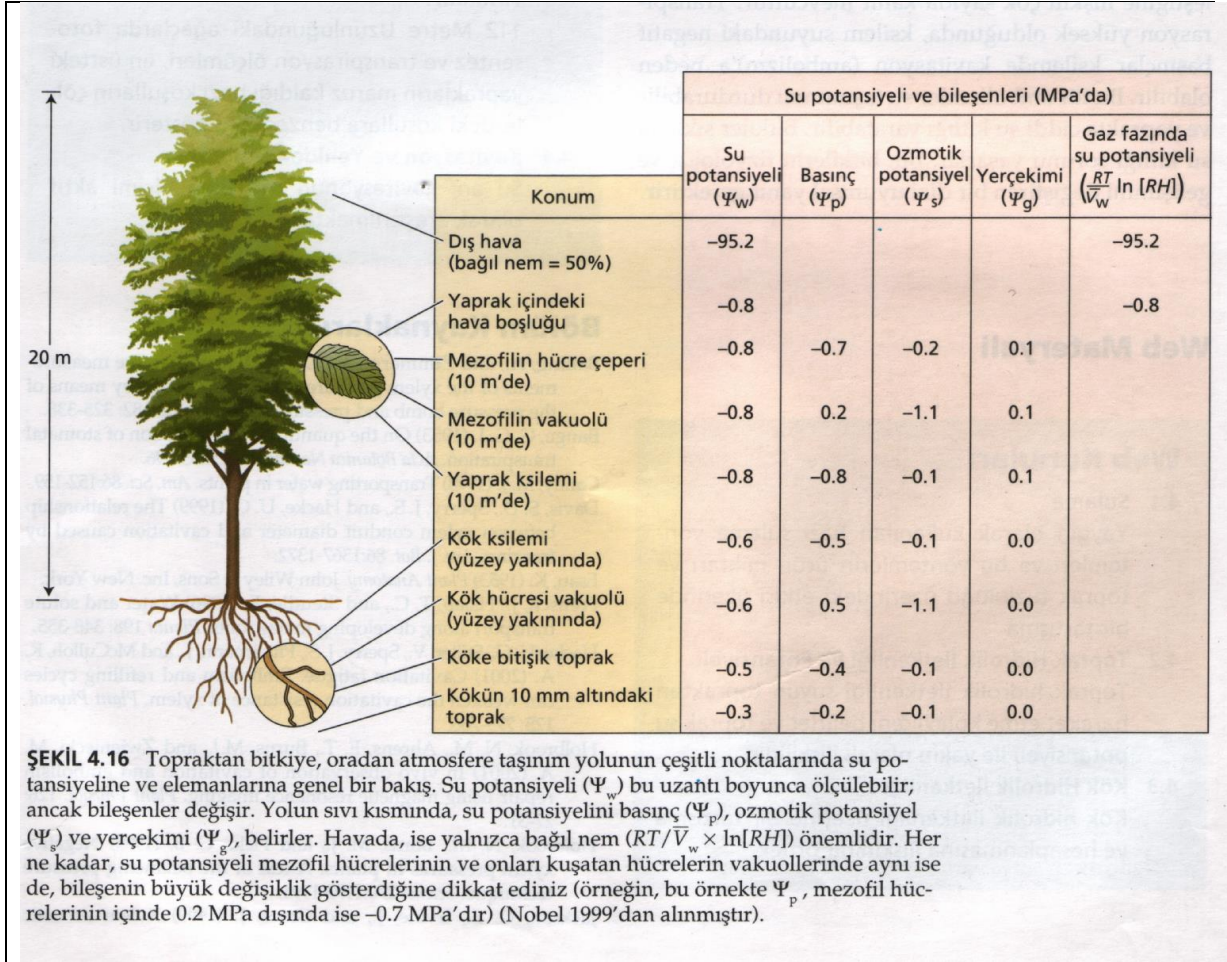 Su potansiyeli ve bileşenleri (MPa'da)
Konum
Su potansiyeli (Ψw)
Basınç (Ψp)
Ozmotik potansiyel (Ψs)
Yerçekimi (Ψg)
Gaz fazında su potansiyeli (RT/V̅w ln [RH])
Dış hava
(bağıl nem = 50%) –95.2 –95.2
Yaprak içindeki
hava boşluğu –0.8 –0.8
Mezofilin hücre çeperi
(10 m'de) –0.8 –0.7 –0.2 0.1
Mezofilin vakuolü
(10 m'de) –0.8 0.2 –1.1 0.1
Yaprak ksilemi
(10 m'de) –0.8 –0.8 –0.1 0.1
Kök ksilemi
(yüzey yakınında) –0.6 –0.5 –0.1 0.0
Kök hücresi vakuolü
(yüzey yakınında) –0.6 0.5 –1.1 0.0
Köke bitişik toprak –0.5 –0.4 –0.1 0.0
Kökün 10 mm altındaki
toprak –0.3 –0.2 –0.1 0.0
20 m
ŞEKİL 4.16 Topraktan bitkiye, oradan atmosfere taşınım yolunun çeşitli noktalarında su po-
tansiyeline ve elemanlarına genel bir bakış. Su potansiyeli (Ψw) bu uzantı boyunca ölçülebilir;
ancak bileşenler değişir. Yolun sıvı kısmında, su potansiyelini basınç (Ψp), ozmotik potansiyel
(Ψs) ve yerçekimi (Ψg), belirler. Havada, ise yalnızca bağıl nem (RT/V̅w × ln[RH]) önemlidir. Her
ne kadar, su potansiyeli mezofil hücrelerinin ve onları kuşatan hücrelerin vakuollerinde aynı ise
de, bileşenin büyük değişiklik gösterdiğine dikkat ediniz (örneğin, bu örnekte Ψp, mezofil hüc-
relerinin içinde 0.2 MPa dışında ise –0.7 MPa'dır) (Nobel 1999'dan alınmıştır).